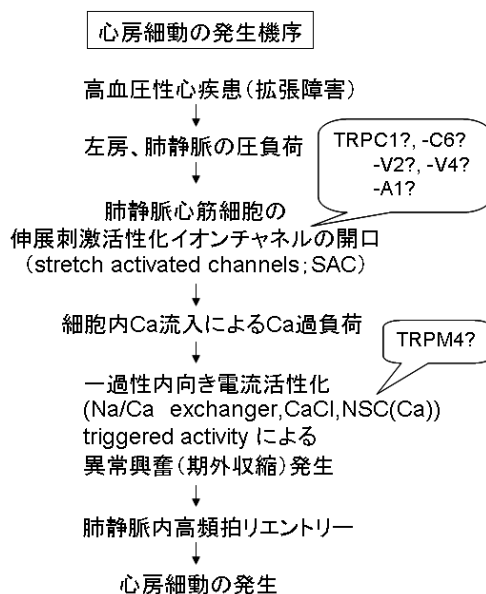 心房細動の発生機序
高血圧性心疾患(拡張障害)
↓
左房、肺静脈の圧負荷
TRPC1?, -C6?
-V2?, -V4?
-A1?
↓
肺静脈心筋細胞の
伸展刺激活性化イオンチャネルの開口
(stretch activated channels;SAC)
↓
細胞内Ca流入によるCa過負荷
TRPM4?
↓
一過性内向き電流活性化
(Na/Ca exchanger,CaCl,NSC(Ca))
triggered activity による
異常興奮(期外収縮)発生
↓
肺静脈内高頻拍リエントリー
↓
心房細動の発生